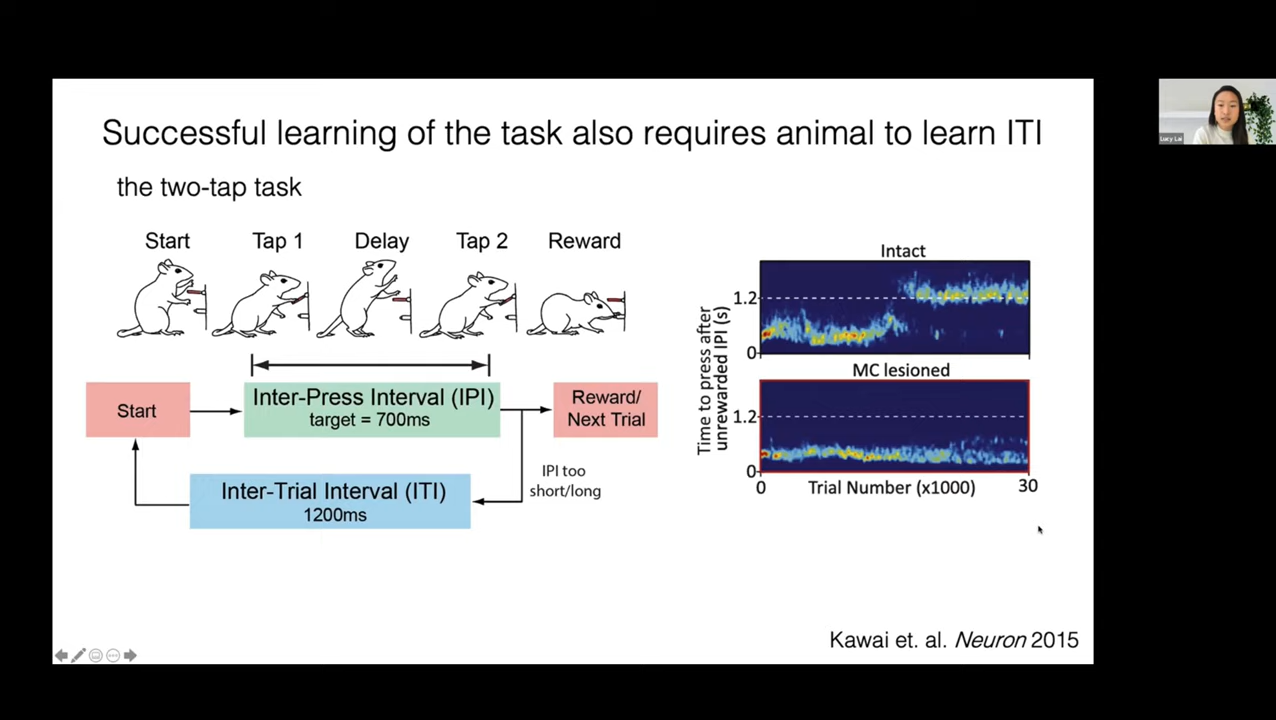 Successful learning of the task also requires animal to learn ITI
the two-tap task
Start
Tap 1
Delay
Tap 2
Reward
Start
Inter-Press Interval (IPI)
target = 700ms
Reward/
Next Trial
IPI too
short/long
Inter-Trial Interval (ITI)
1200ms
Intact
1.2
0
MC lesioned
1.2
0
Time to press after
unrewarded IPI (s)
0
Trial Number (x1000)
30
Kawai et. al. Neuron 2015
Lucy Lai